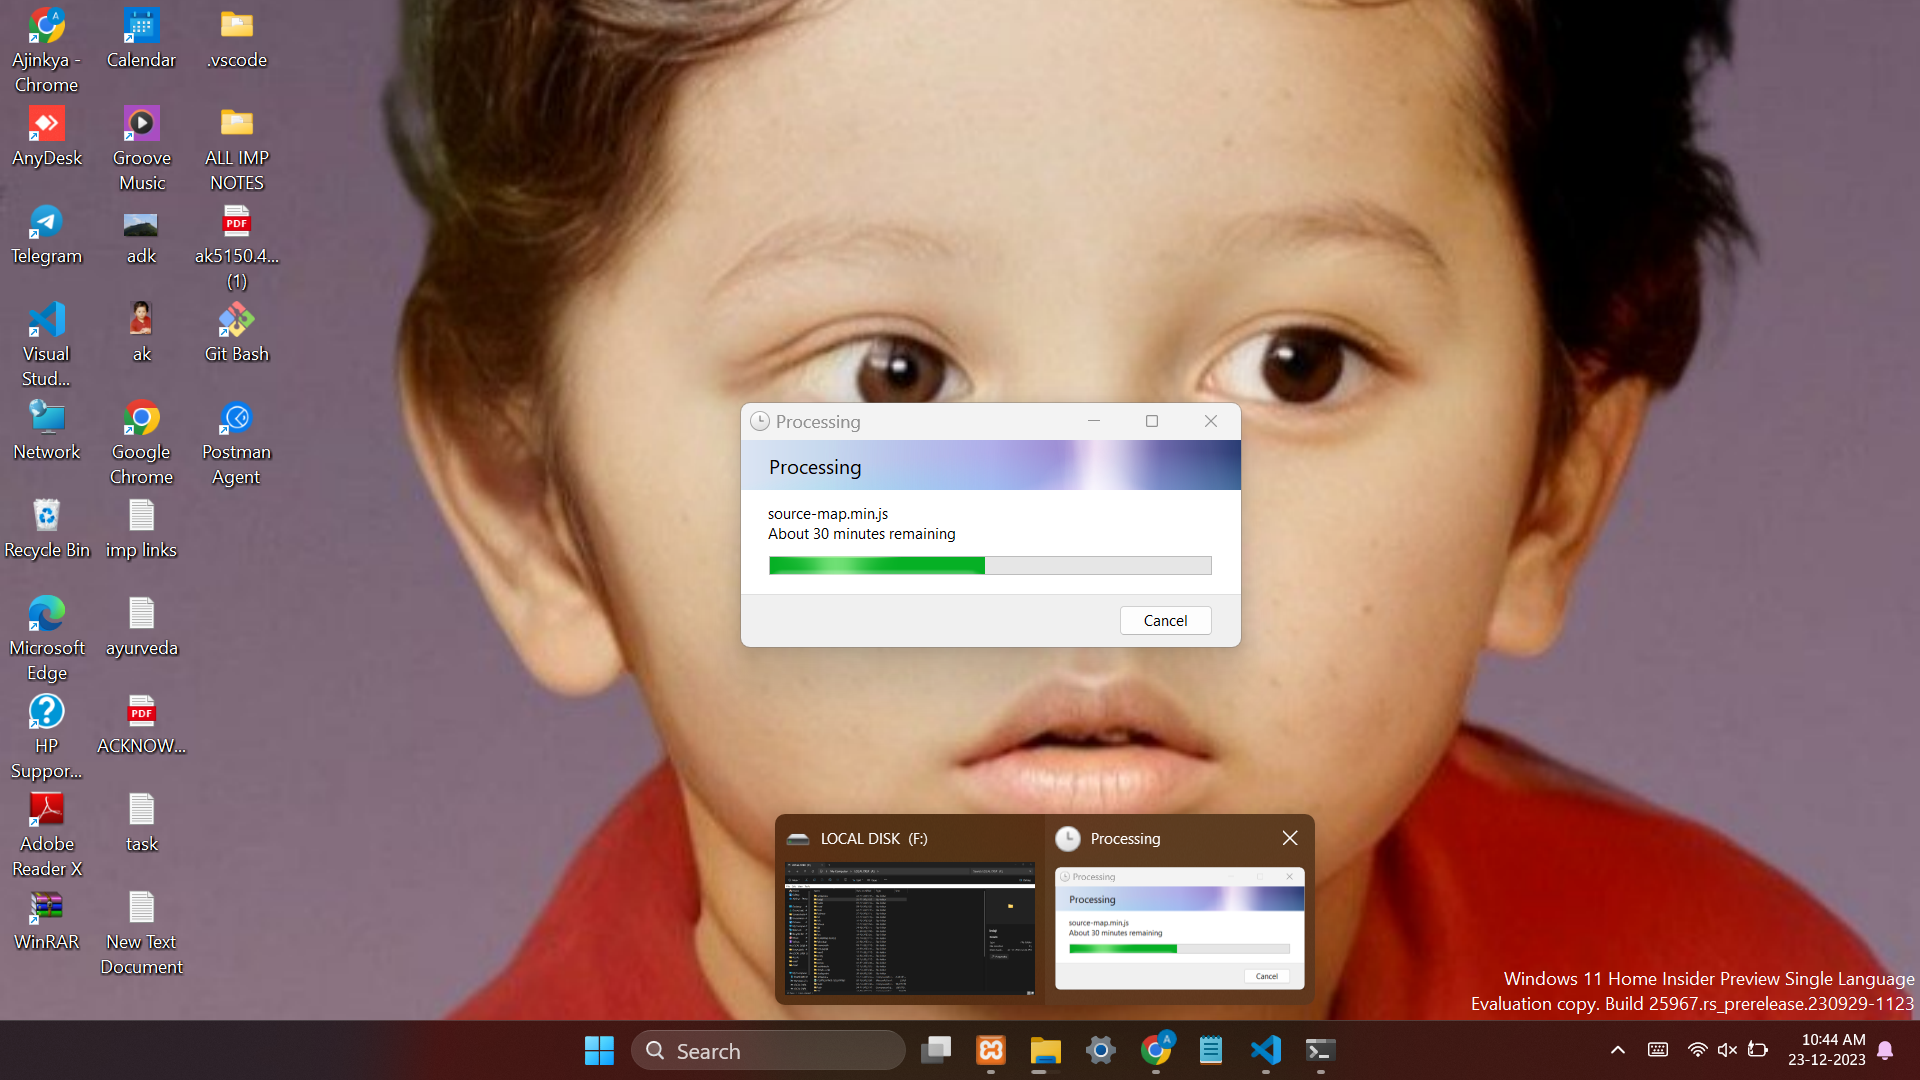 Ajinkya -
Chrome
Calendar
.vscode
AnyDesk
Groove
Music
ALL IMP
NOTES
Telegram
adk
PDF
ak5150.4...
(1)
Visual
Stud...
ak
Git Bash
Network
Google
Chrome
Postman
Agent
Recycle Bin
imp links
Microsoft
Edge
ayurveda
HP
Suppor...
PDF
ACKNOW...
Adobe
Reader X
task
WinRAR
New Text
Document
Processing
Processing
source-map.min.js
About 30 minutes remaining
Cancel
LOCAL DISK (F:)
Processing
Processing
Processing
source-map.min.js
About 30 minutes remaining
Cancel
Windows 11 Home Insider Preview Single Language
Evaluation copy. Build 25967.rs_prerelease.230929-1123
Search
A
10:44 AM
23-12-2023